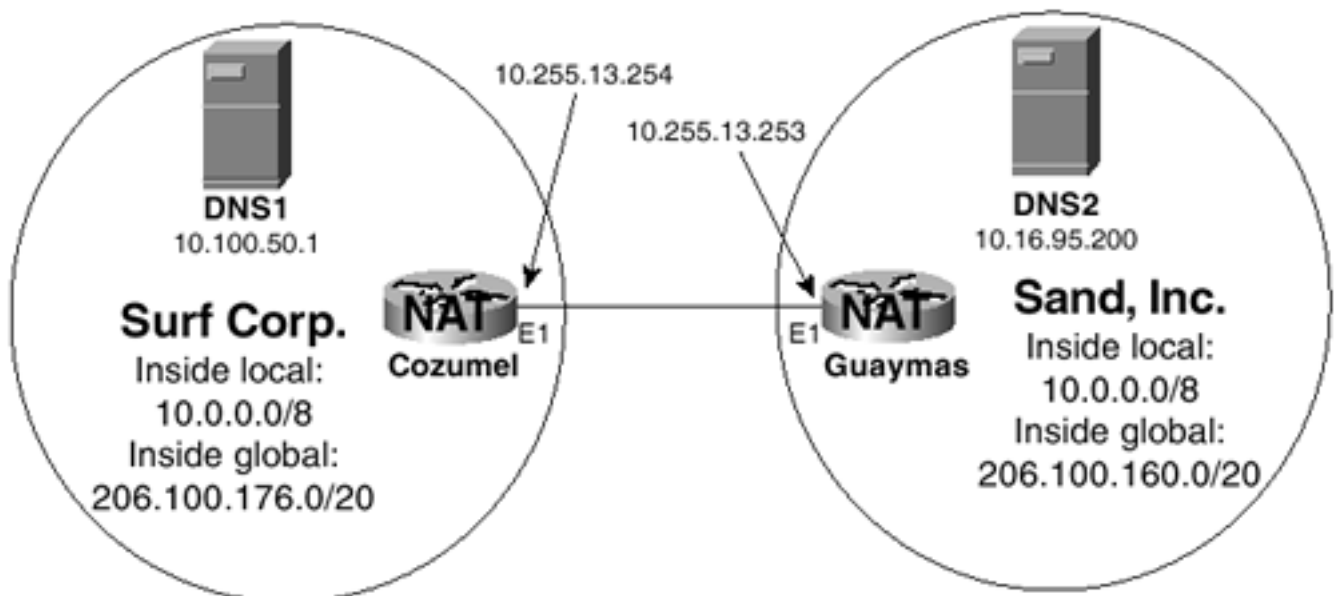 10.255.13.254
10.255.13.253
DNS1
10.100.50.1
DNS2
10.16.95.200
NAT
E1
Cozumel
E1
NAT
Guaymas
Surf Corp.
Inside local:
10.0.0.0/8
Inside global:
206.100.176.0/20
Sand, Inc.
Inside local:
10.0.0.0/8
Inside global:
206.100.160.0/20